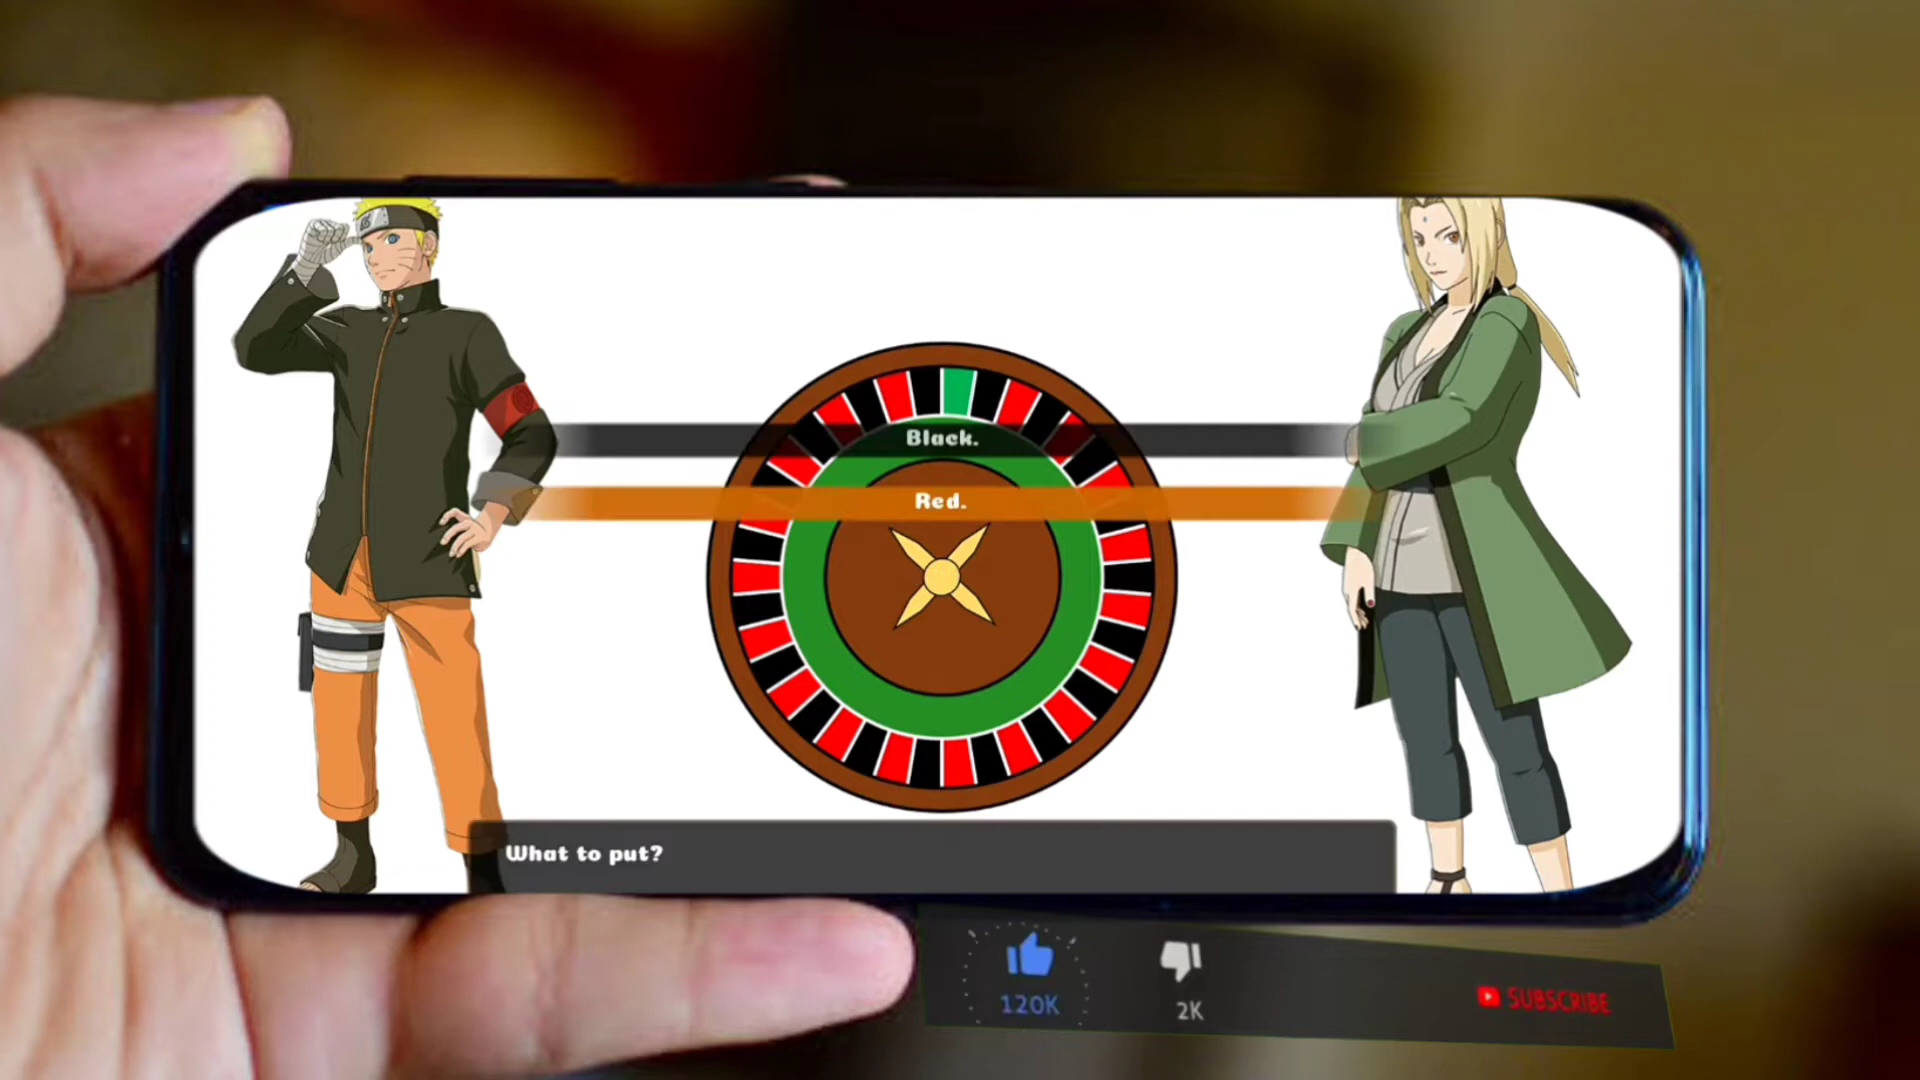 Black.
Red.
What to put?
120K
2K
SUBSCRIBE